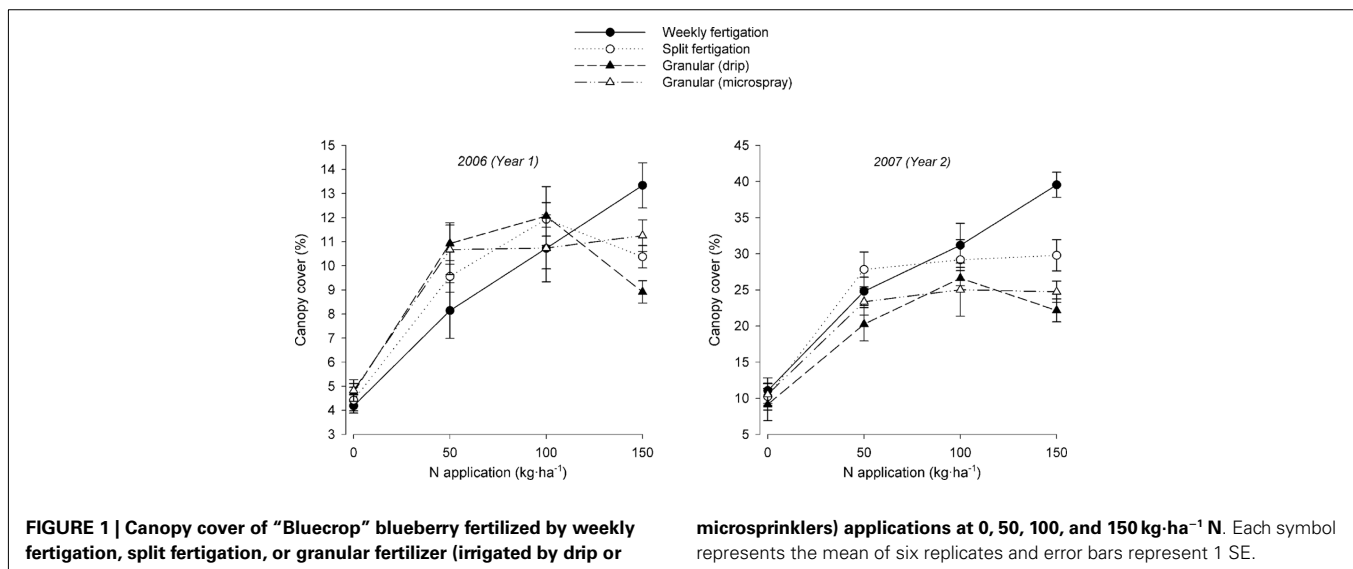 Weekly fertigation
Split fertigation
Granular (drip)
Granular (microspray)
2006 (Year 1)
Canopy cover (%)
15
14
13
12
11
10
9
8
7
6
5
4
3
0
50
100
150
N application (kg·ha⁻¹)
2007 (Year 2)
Canopy cover (%)
45
40
35
30
25
20
15
10
5
0
50
100
150
N application (kg·ha⁻¹)
FIGURE 1 | Canopy cover of “Bluecrop” blueberry fertilized by weekly
fertigation, split fertigation, or granular fertilizer (irrigated by drip or
microsprinklers) applications at 0, 50, 100, and 150 kg·ha⁻¹ N. Each symbol
represents the mean of six replicates and error bars represent 1 SE.